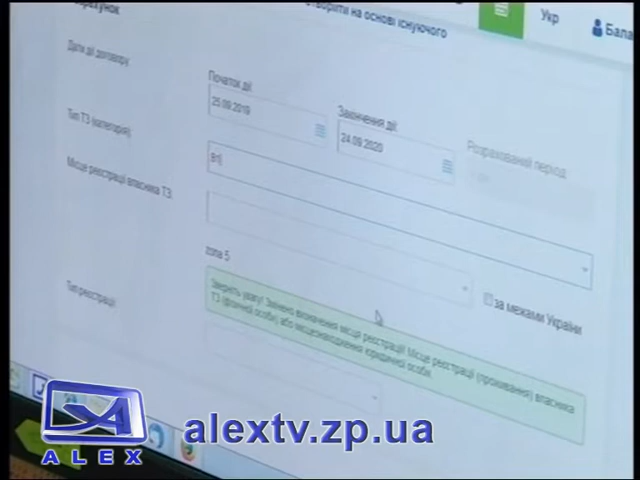 рахунок
творити на основі існуючого
Укр
Бала
Дати дії договору:
Початок дії:
25.09.2019
Закінчення дії:
24.09.2020
Розрахований період:
Тип ТЗ (категорія):
B1
Місце реєстрації власника ТЗ:
зона 5
за межами України
Зверніть увагу! Змінено визначення місця реєстрації! Місце реєстрації (проживання) власника
ТЗ (фізичної особи) або місцезнаходження юридичної особи.
Тип реєстрації:
ALEX
alextv.zp.ua